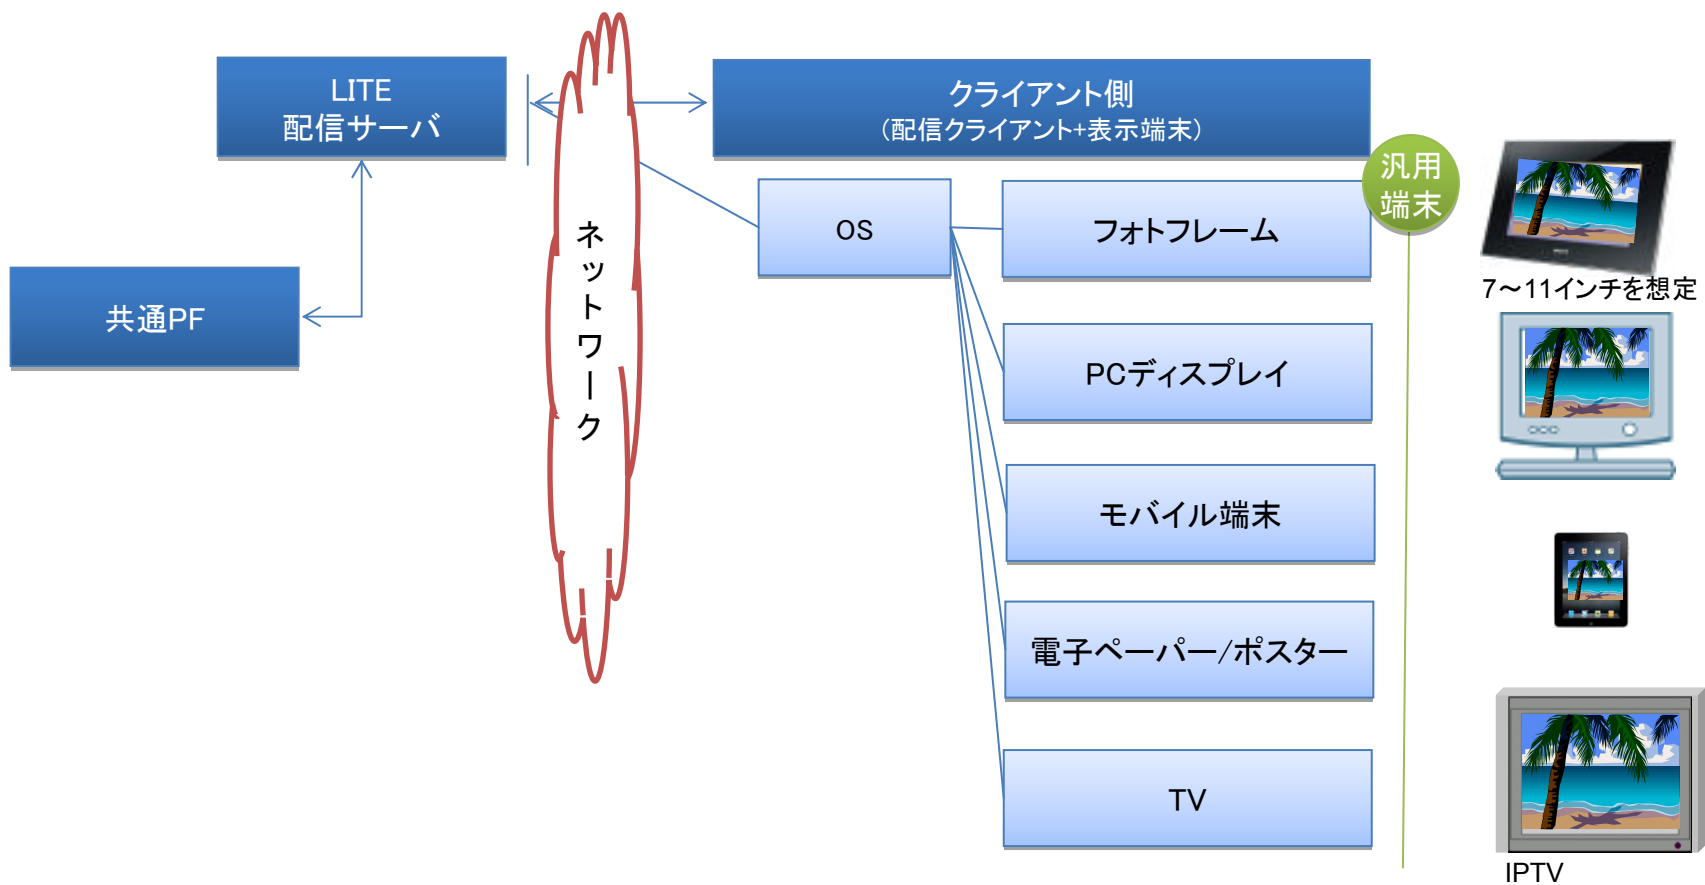 LITE
配信サーバ
クライアント側
(配信クライアント+表示端末)
汎用
端末
OS
フォトフレーム
7～11インチを想定
ネットワーク
共通PF
PCディスプレイ
モバイル端末
電子ペーパー/ポスター
TV
IPTV